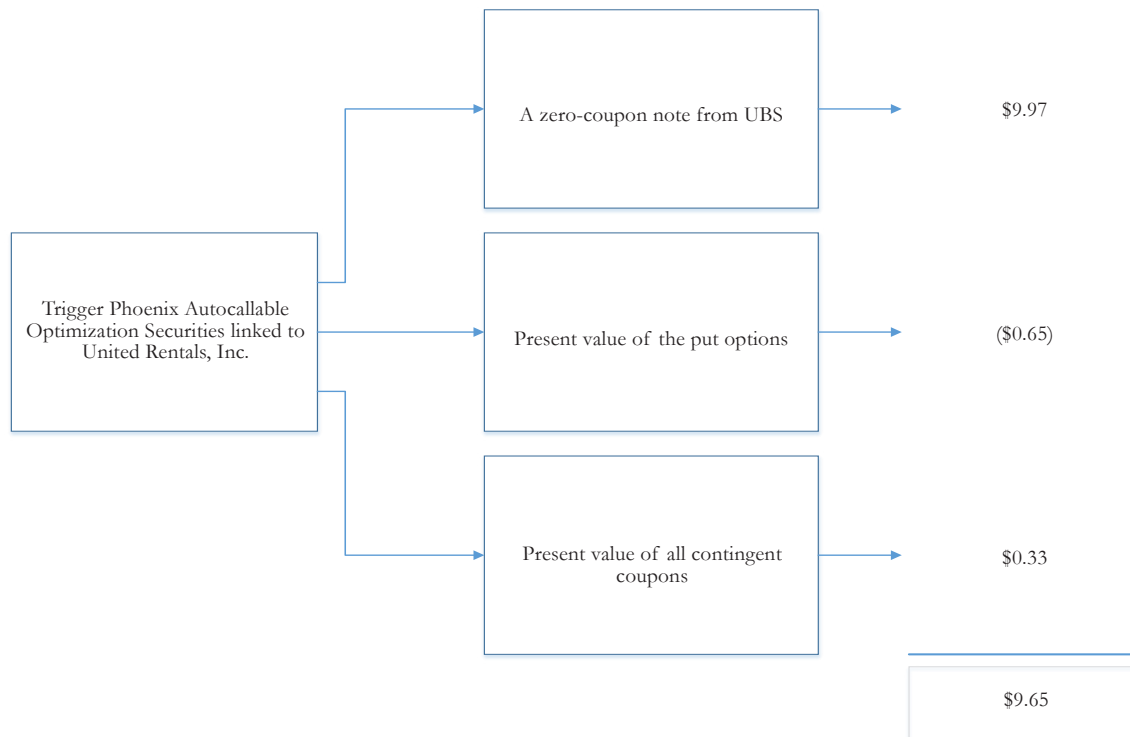 A zero-coupon note from UBS
$9.97
Trigger Phoenix Autocallable
Optimization Securities linked to
United Rentals, Inc.
Present value of the put options
($0.65)
Present value of all contingent
coupons
$0.33
$9.65